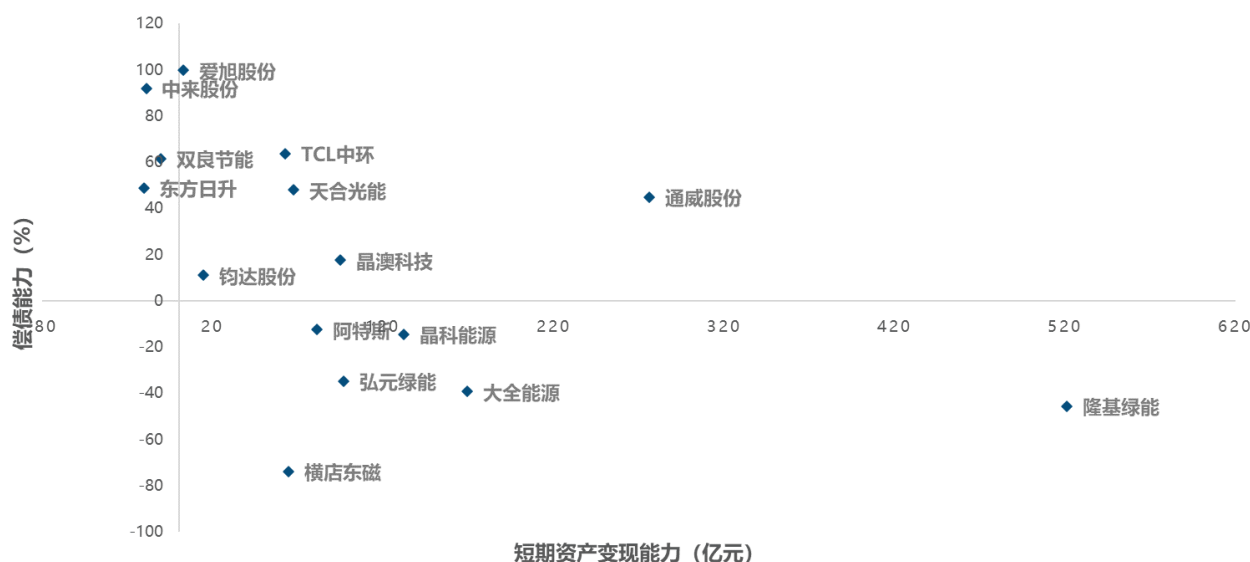 120
100
爱旭股份
中来股份
80
60
双良节能
TCL中环
东方日升
天合光能
通威股份
40
20
晶澳科技
钧达股份
0
偿债能力（%）
80
20
120
220
320
420
520
620
阿特斯
晶科能源
-20
弘元绿能
-40
大全能源
隆基绿能
-60
横店东磁
-80
-100
短期资产变现能力（亿元）